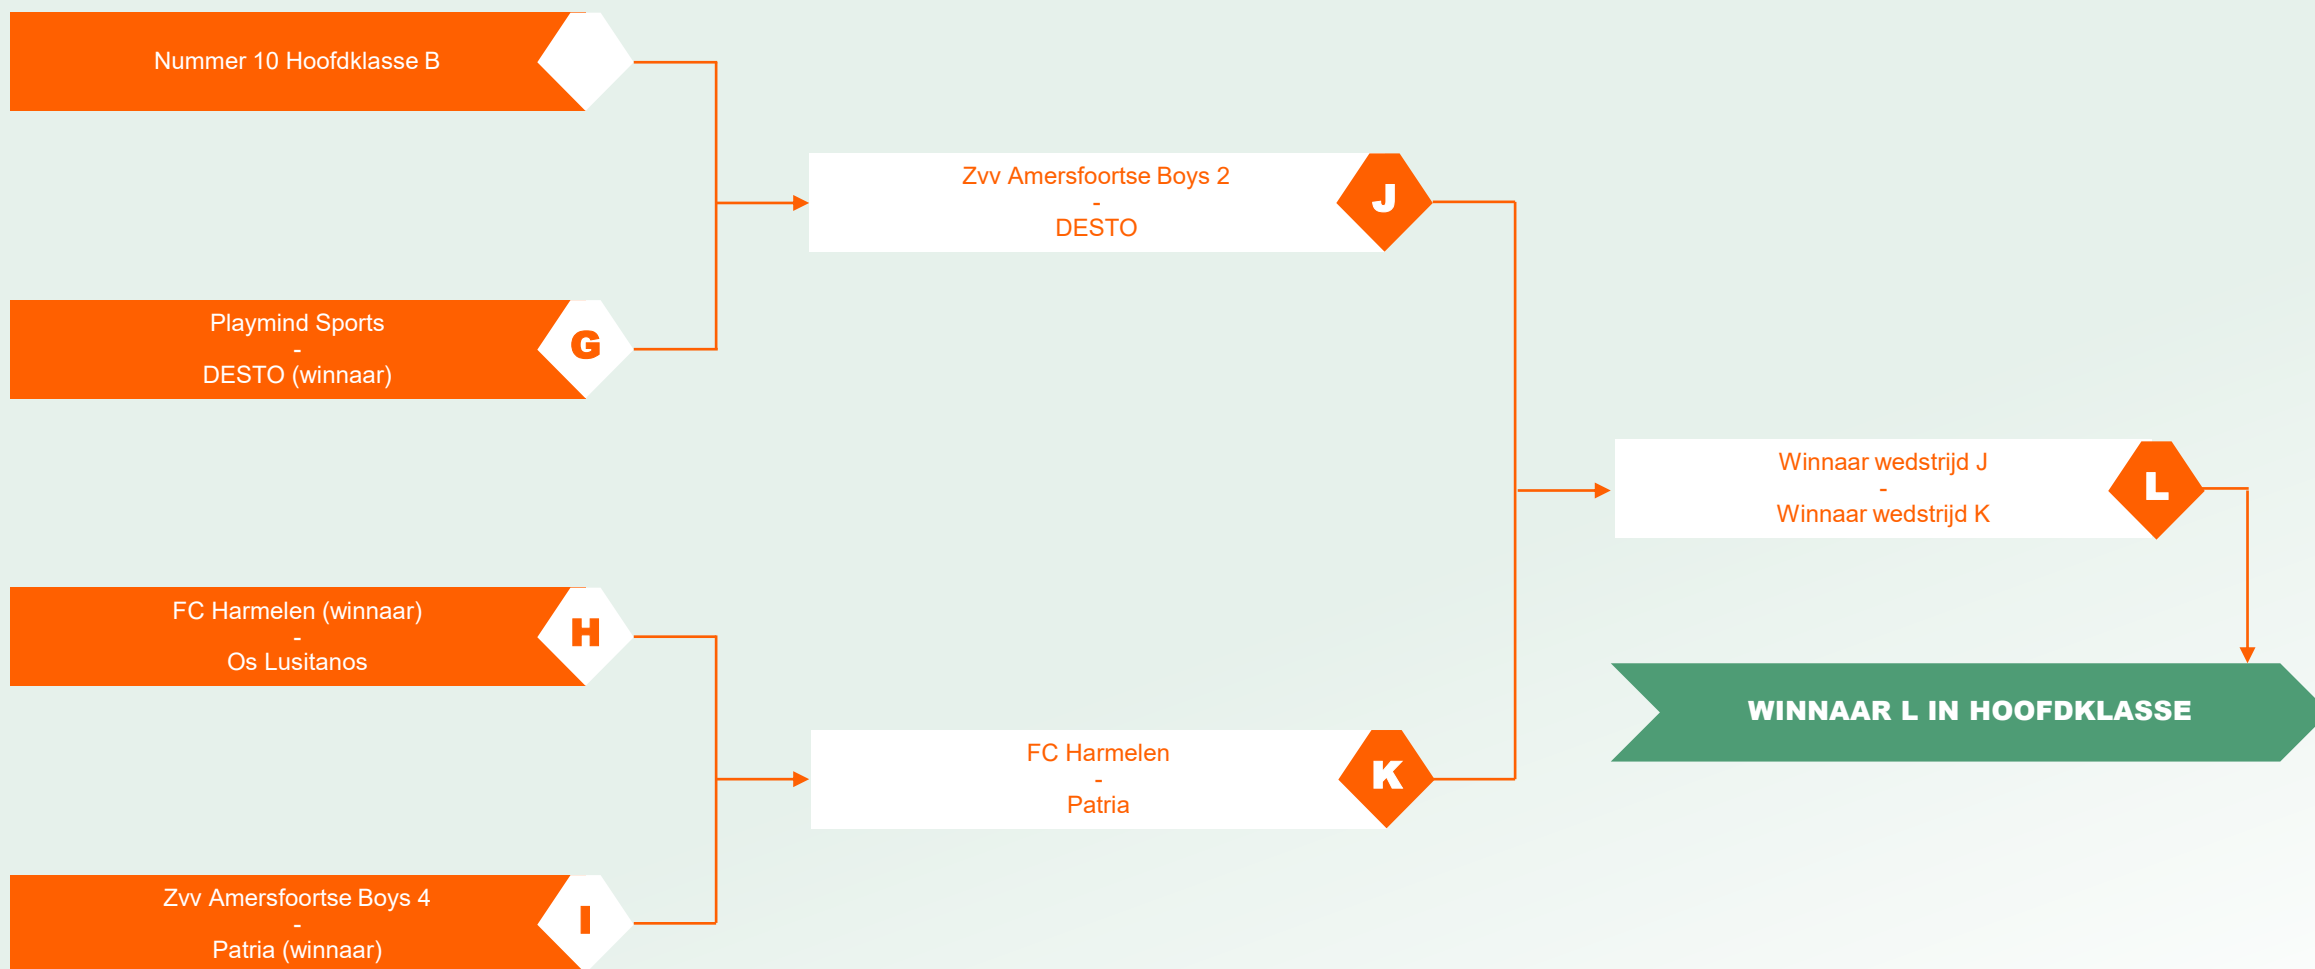 Nummer 10 Hoofdklasse B
Zvv Amersfoortse Boys 2
-
DESTO
J
Playmind Sports
-
DESTO (winnaar)
G
Winnaar wedstrijd J
-
Winnaar wedstrijd K
L
FC Harmelen (winnaar)
-
Os Lusitanos
H
WINNAAR L IN HOOFDKLASSE
FC Harmelen
-
Patria
K
Zvv Amersfoortse Boys 4
-
Patria (winnaar)
I